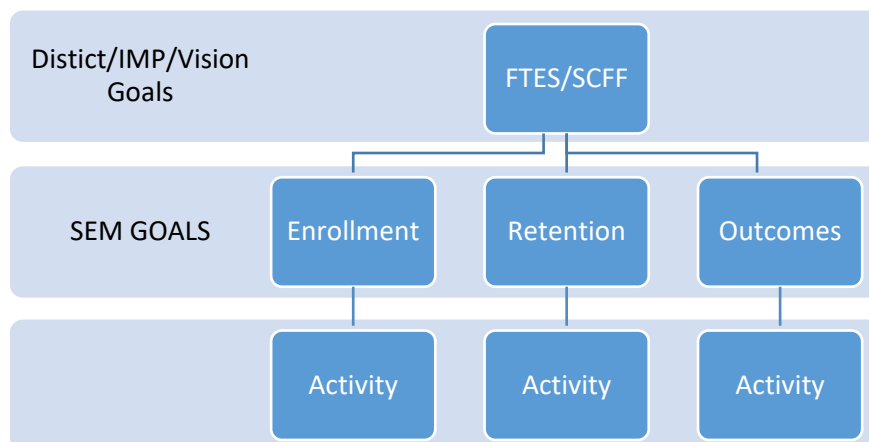 Distict/IMP/Vision
Goals
FTES/SCFF
SEM GOALS
Enrollment
Retention
Outcomes
Activity
Activity
Activity